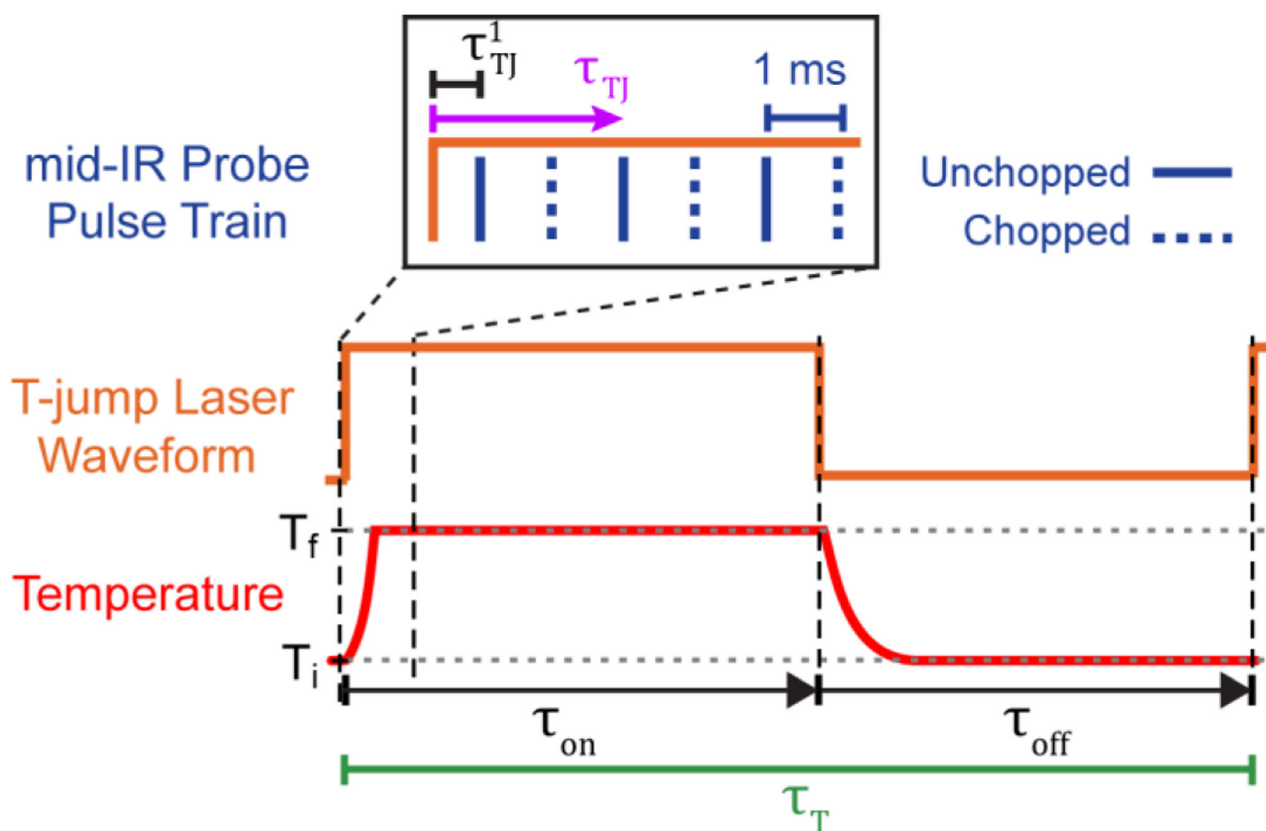 τ¹TJ
τTJ
1 ms
mid-IR Probe
Pulse Train
Unchopped
Chopped
T-jump Laser
Waveform
Tf
Temperature
Ti
τon
τoff
τT